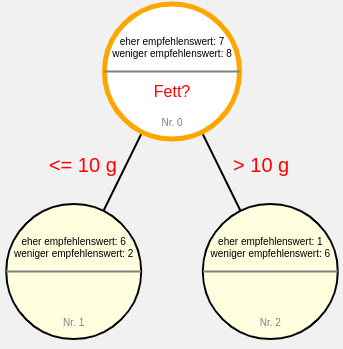 eher empfehlenswert: 7
weniger empfehlenswert: 8
Fett?
Nr. 0
<= 10 g
> 10 g
eher empfehlenswert: 6
weniger empfehlenswert: 2
Nr. 1
eher empfehlenswert: 1
weniger empfehlenswert: 6
Nr. 2